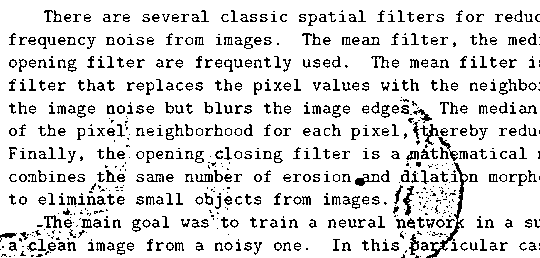 There are several classic spatial filters for reduc
frequency noise from images. The mean filter, the medi
opening filter are frequently used. The mean filter is
filter that replaces the pixel values with the neighbo
the image noise but blurs the image edges. The median
of the pixel neighborhood for each pixel, thereby reduc
Finally, the opening closing filter is a mathematical
combines the same number of erosion and dilation morpho
to eliminate small objects from images.
The main goal was to train a neural network in a su
a clean image from a noisy one. In this particular cas